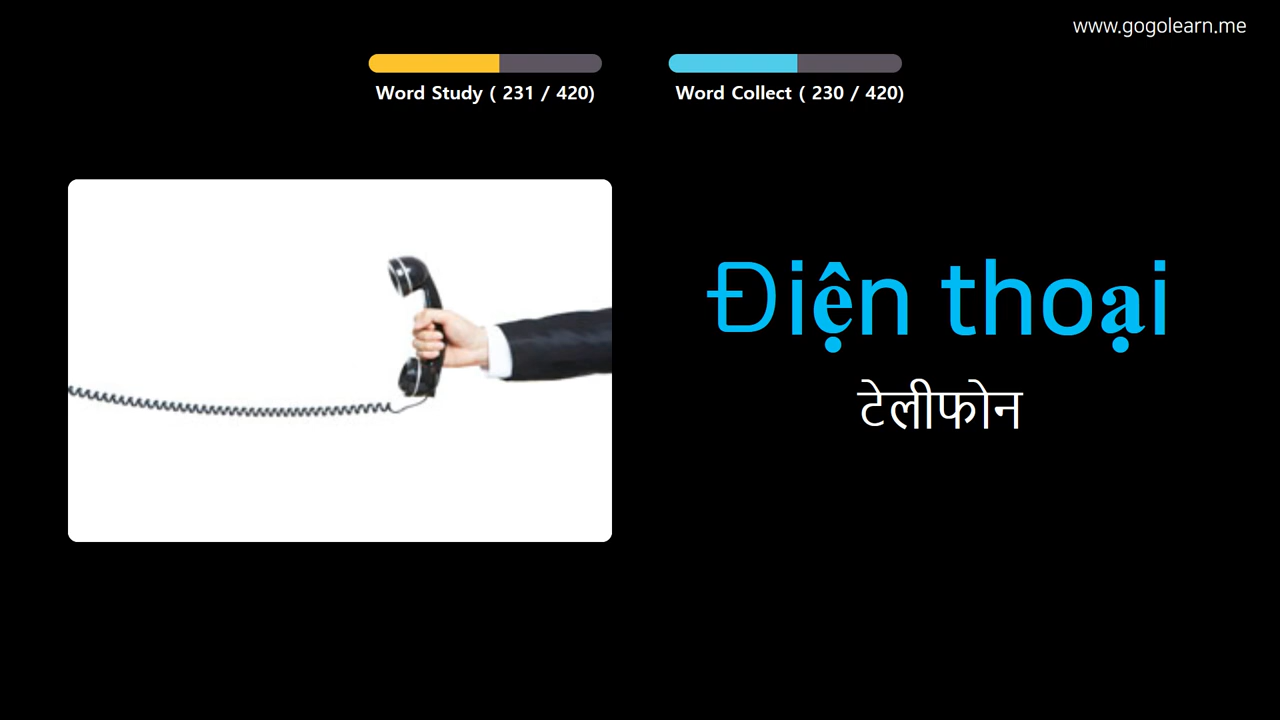 www.gogolearn.me
Word Study ( 231 / 420)
Word Collect ( 230 / 420)
Điện thoại
टेलीफोन